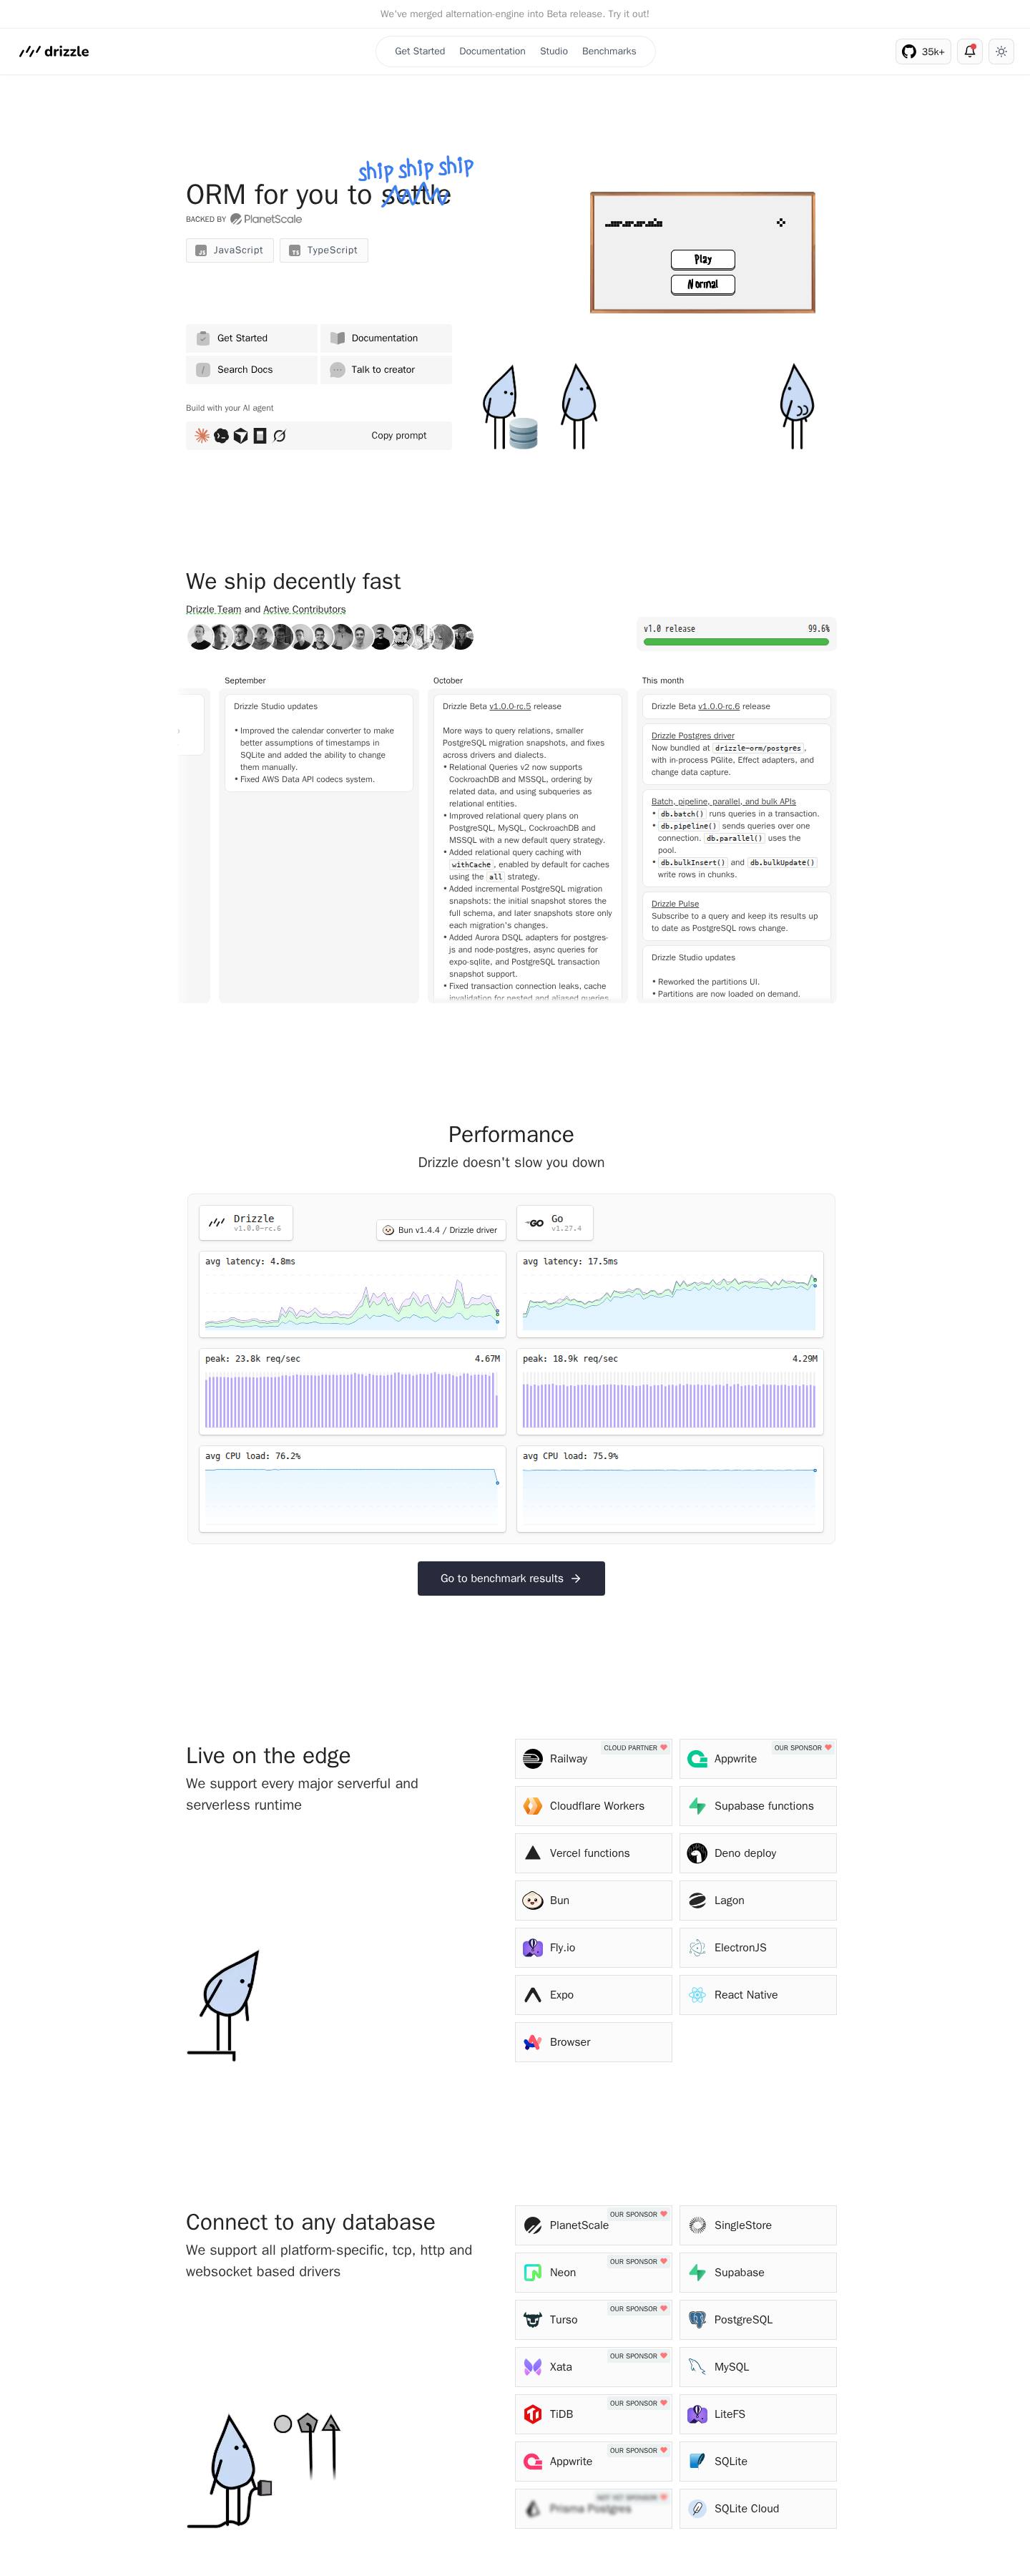 We've merged alternation-engine into Beta release. Try it out!
drizzle
Get Started Documentation Studio Benchmarks
35k+
ship ship ship
ORM for you to settle
BACKED BY PlanetScale
JavaScript TypeScript
Play
Normal
Get Started Documentation
Search Docs Talk to creator
Build with your AI agent
Copy prompt
We ship decently fast
Drizzle Team and Active Contributors
v1.0 release 99.6%
September
Drizzle Studio updates
• Improved the calendar converter to make
better assumptions of timestamps in
SQLite and added the ability to change
them manually.
• Fixed AWS Data API codecs system.
October
Drizzle Beta v1.0.0-rc.5 release
More ways to query relations, smaller
PostgreSQL migration snapshots, and fixes
across drivers and dialects.
• Relational Queries v2 now supports
CockroachDB and MSSQL, ordering by
related data, and using subqueries as
relational entities.
• Improved relational query plans on
PostgreSQL, MySQL, CockroachDB and
MSSQL with a new default query strategy.
• Added relational query caching with
withCache, enabled by default for caches
using the all strategy.
• Added incremental PostgreSQL migration
snapshots: the initial snapshot stores the
full schema, and later snapshots store only
each migration's changes.
• Added Aurora DSQL adapters for postgres-
js and node-postgres, async queries for
expo-sqlite, and PostgreSQL transaction
snapshot support.
• Fixed transaction connection leaks, cache
invalidation for nested and aliased queries
This month
Drizzle Beta v1.0.0-rc.6 release
Drizzle Postgres driver
Now bundled at drizzle-orm/postgres,
with in-process PGlite, Effect adapters, and
change data capture.
Batch, pipeline, parallel, and bulk APIs
• db.batch() runs queries in a transaction.
• db.pipeline() sends queries over one
connection. db.parallel() uses the
pool.
• db.bulkInsert() and db.bulkUpdate()
write rows in chunks.
Drizzle Pulse
Subscribe to a query and keep its results up
to date as PostgreSQL rows change.
Drizzle Studio updates
• Reworked the partitions UI.
• Partitions are now loaded on demand.
Performance
Drizzle doesn't slow you down
Drizzle
v1.0.0-rc.6
Bun v1.4.4 / Drizzle driver
Go
v1.27.4
avg latency: 4.8ms
avg latency: 17.5ms
peak: 23.8k req/sec 4.67M
peak: 18.9k req/sec 4.29M
avg CPU load: 76.2%
avg CPU load: 75.9%
Go to benchmark results
Live on the edge
We support every major serverful and
serverless runtime
CLOUD PARTNER
Railway
OUR SPONSOR
Appwrite
Cloudflare Workers
Supabase functions
Vercel functions
Deno deploy
Bun
Lagon
Fly.io
ElectronJS
Expo
React Native
Browser
Connect to any database
We support all platform-specific, tcp, http and
websocket based drivers
OUR SPONSOR
PlanetScale
SingleStore
OUR SPONSOR
Neon
Supabase
OUR SPONSOR
Turso
PostgreSQL
OUR SPONSOR
Xata
MySQL
OUR SPONSOR
TiDB
LiteFS
OUR SPONSOR
Appwrite
SQLite
Prisma Postgres
SQLite Cloud